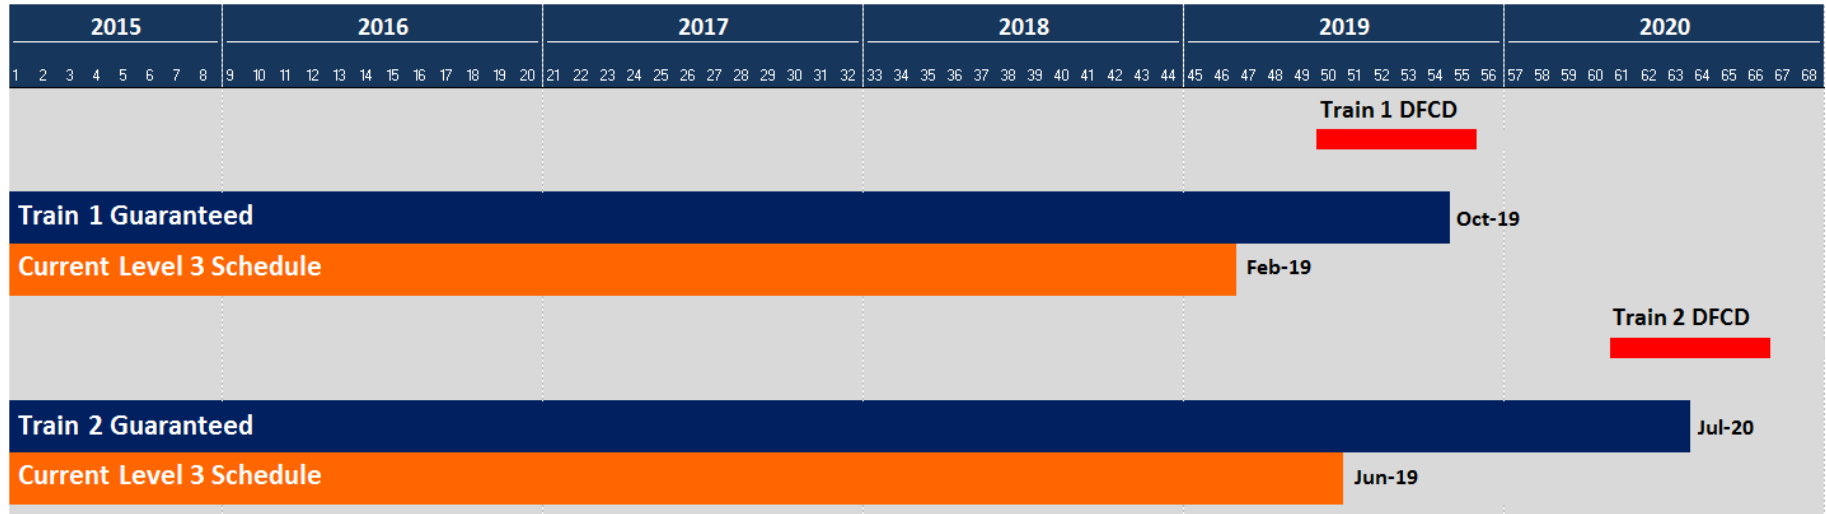 2015 2016 2017 2018 2019 2020
1 2 3 4 5 6 7 8 9 10 11 12 13 14 15 16 17 18 19 20 21 22 23 24 25 26 27 28 29 30 31 32 33 34 35 36 37 38 39 40 41 42 43 44 45 46 47 48 49 50 51 52 53 54 55 56 57 58 59 60 61 62 63 64 65 66 67 68
Train 1 DFCD
Train 1 Guaranteed Oct-19
Current Level 3 Schedule Feb-19
Train 2 DFCD
Train 2 Guaranteed Jul-20
Current Level 3 Schedule Jun-19